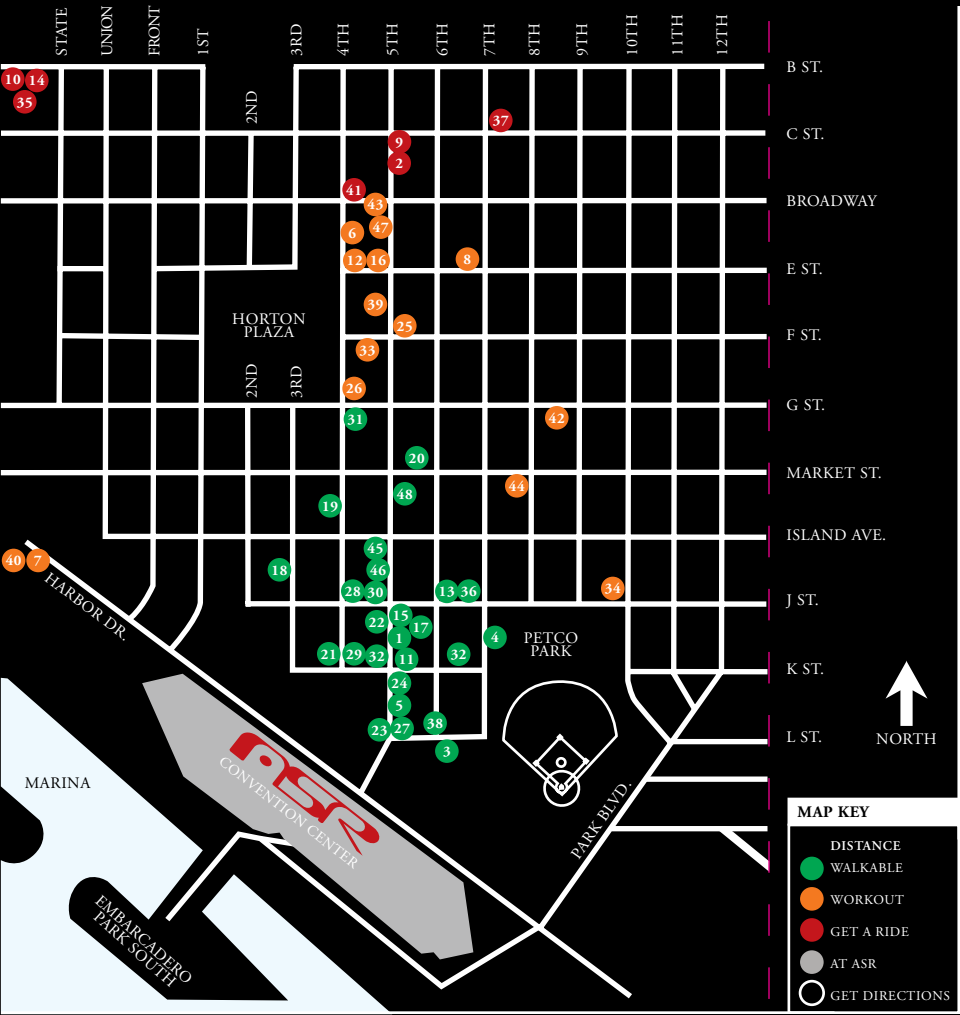 STATE
UNION
FRONT
1ST
2ND
3RD
4TH
5TH
6TH
7TH
8TH
9TH
10TH
11TH
12TH
B ST.
10
14
35
37
C ST.
9
2
41
BROADWAY
43
6
47
12
16
8
E ST.
39
HORTON
PLAZA
25
F ST.
33
2ND
3RD
26
G ST.
31
42
20
MARKET ST.
48
44
19
ISLAND AVE.
45
40
7
18
46
HARBOR DR.
28
30
13
36
34
J ST.
15
22
17
1
4
PETCO
PARK
21
29
32
11
32
K ST.
24
5
23
27
38
3
L ST.
NORTH
MARINA
ASR
CONVENTION CENTER
PARK BLVD.
EMBARCADERO
PARK SOUTH
MAP KEY
DISTANCE
WALKABLE
WORKOUT
GET A RIDE
AT ASR
GET DIRECTIONS